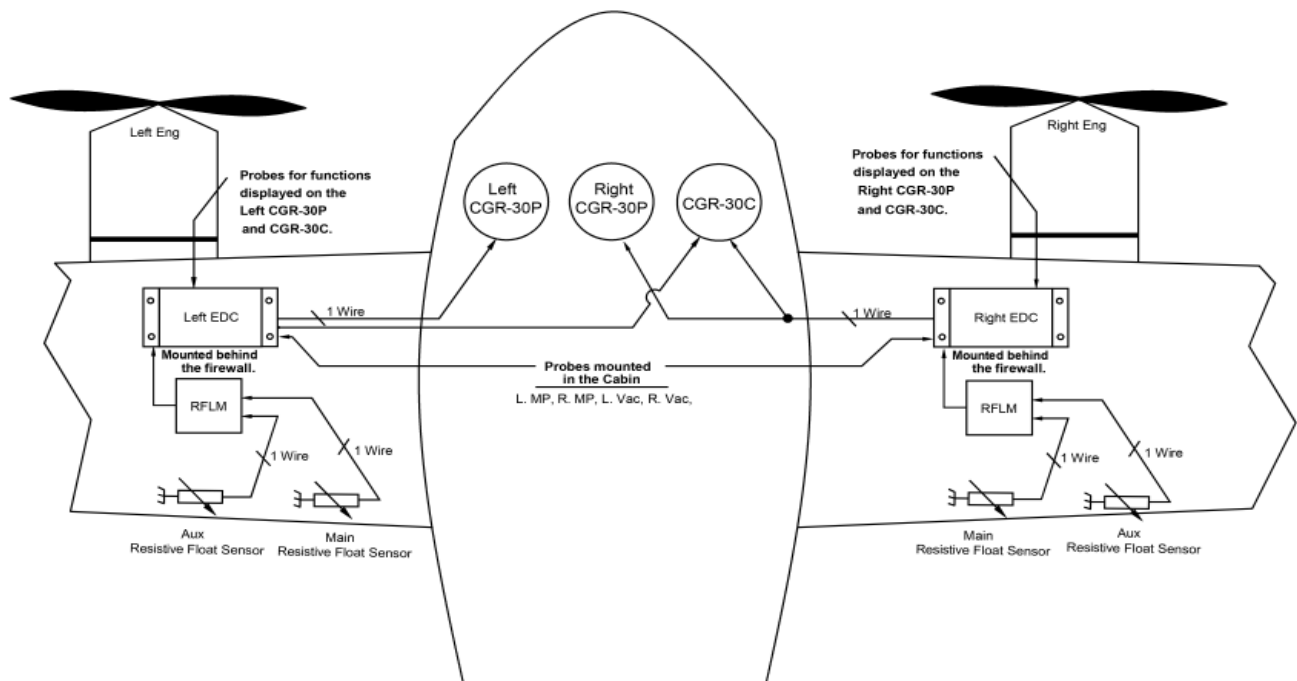 Left Eng
Right Eng
Probes for functions
displayed on the
Left CGR-30P
and CGR-30C.
Left
CGR-30P
Right
CGR-30P
CGR-30C
Probes for functions
displayed on the
Right CGR-30P
and CGR-30C.
Left EDC
1 Wire
1 Wire
Right EDC
Mounted behind
the firewall.
Probes mounted
in the Cabin
L. MP, R. MP, L. Vac, R. Vac,
Mounted behind
the firewall.
RFLM
RFLM
1 Wire
1 Wire
1 Wire
1 Wire
Aux
Resistive Float Sensor
Main
Resistive Float Sensor
Main
Resistive Float Sensor
Aux
Resistive Float Sensor